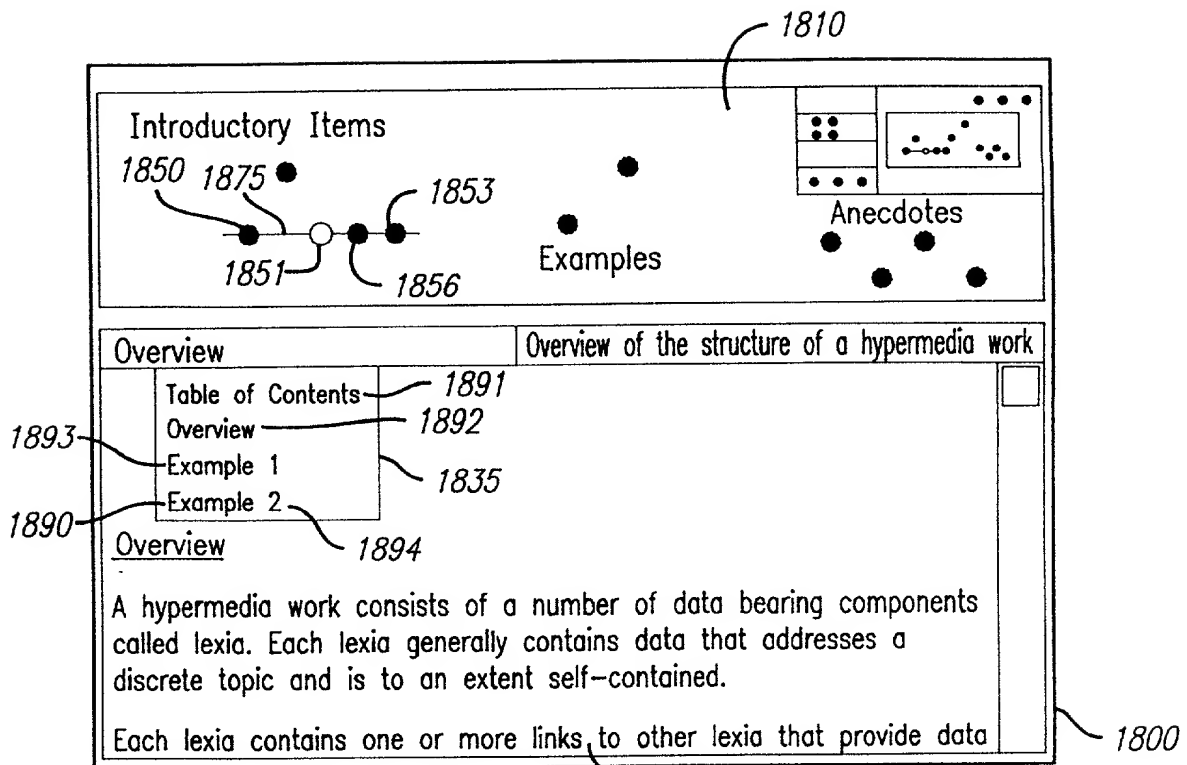 1810
Introductory Items
1850 1875 1853
Anecdotes
1851 1856 Examples
Overview Overview of the structure of a hypermedia work
Table of Contents 1891
Overview 1892
1893 Example 1 1835
1890 Example 2 1894
Overview
A hypermedia work consists of a number of data bearing components
called lexia. Each lexia generally contains data that addresses a
discrete topic and is to an extent self-contained.
Each lexia contains one or more links to other lexia that provide data
1800